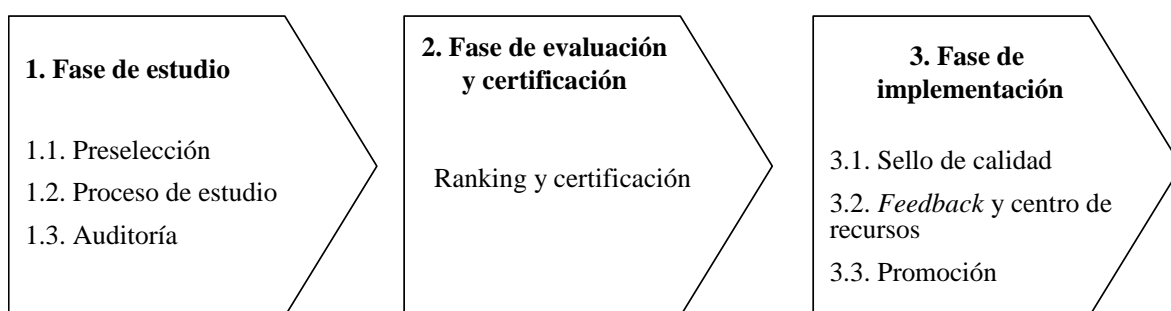 1. Fase de estudio
1.1. Preselección
1.2. Proceso de estudio
1.3. Auditoría
2. Fase de evaluación
y certificación
Ranking y certificación
3. Fase de
implementación
3.1. Sello de calidad
3.2. Feedback y centro de
recursos
3.3. Promoción